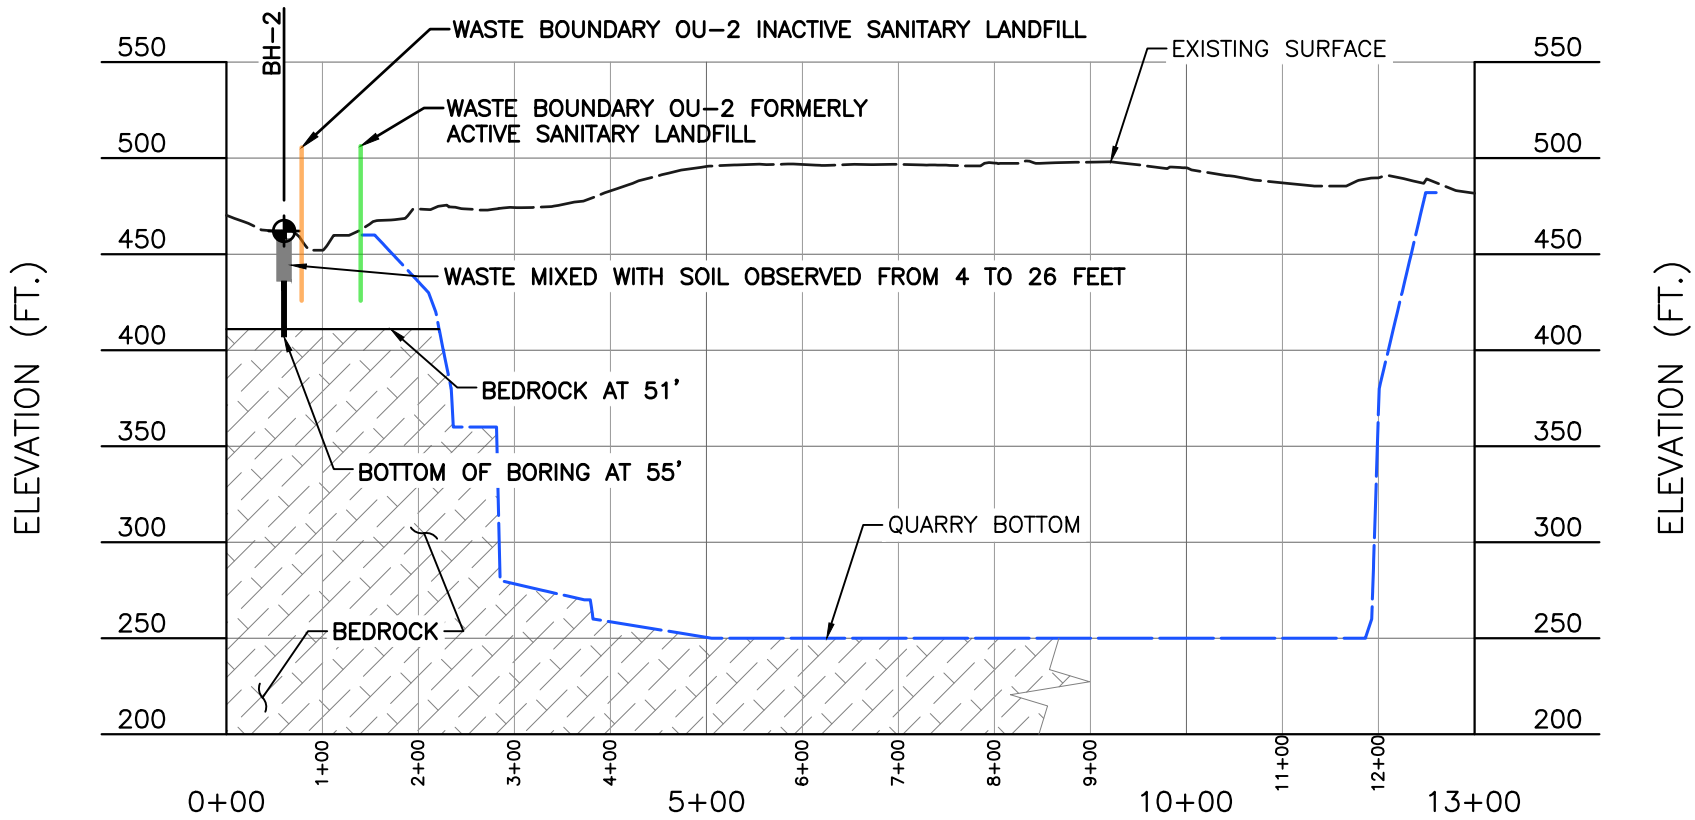 BH-2
WASTE BOUNDARY OU-2 INACTIVE SANITARY LANDFILL
EXISTING SURFACE
WASTE BOUNDARY OU-2 FORMERLY
ACTIVE SANITARY LANDFILL
WASTE MIXED WITH SOIL OBSERVED FROM 4 TO 26 FEET
BEDROCK AT 51'
BOTTOM OF BORING AT 55'
QUARRY BOTTOM
BEDROCK
ELEVATION (FT.)
550
500
450
400
350
300
250
200
ELEVATION (FT.)
550
500
450
400
350
300
250
200
0+00
1+00
2+00
3+00
4+00
5+00
6+00
7+00
8+00
9+00
10+00
11+00
12+00
13+00